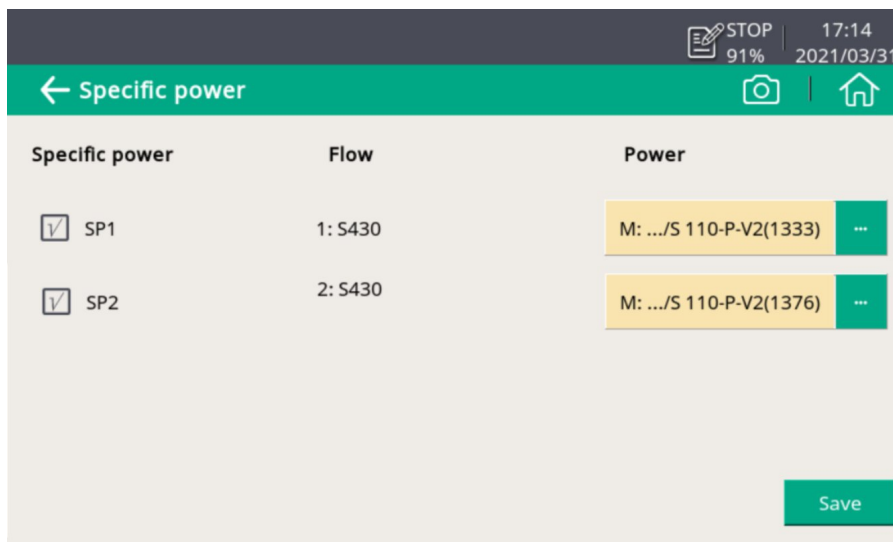 STOP 17:14
91% 2021/03/31
Specific power
Specific power Flow Power
SP1 1: S430 M: .../S 110-P-V2(1333) ...
SP2 2: S430 M: .../S 110-P-V2(1376) ...
Save